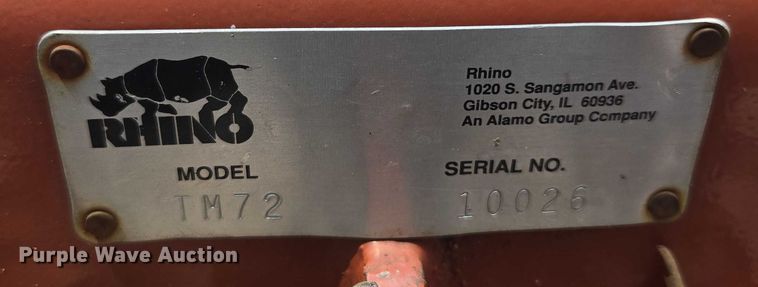 RHINO
Rhino
1020 S. Sangamon Ave.
Gibson City, IL 60936
An Alamo Group Company
MODEL
TM72
SERIAL NO.
10026
Purple Wave Auction